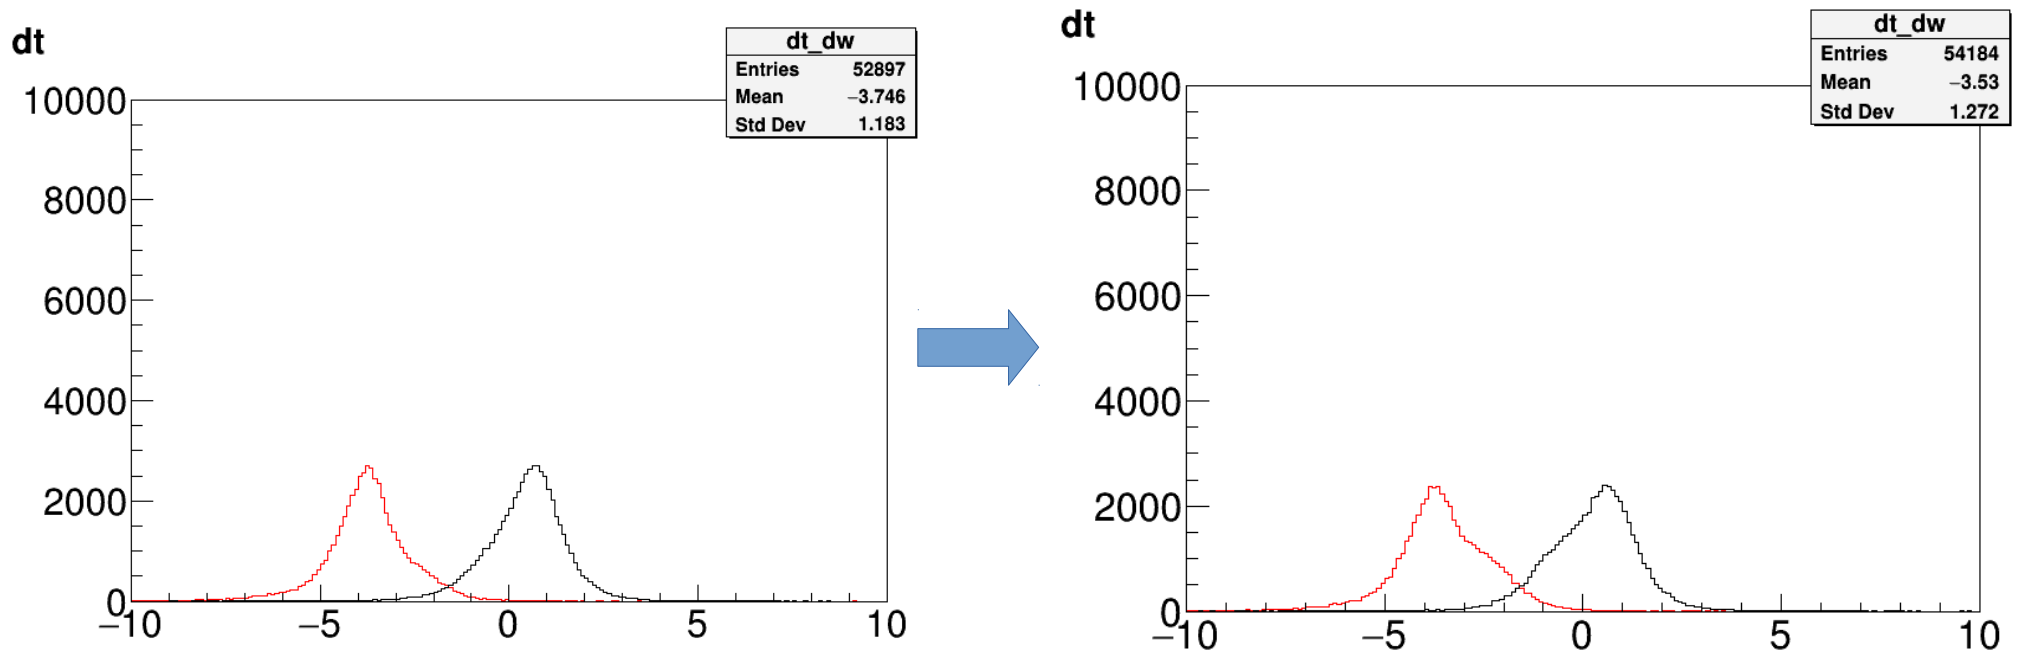 dt
dt_dw
Entries 52897
Mean −3.746
Std Dev 1.183
10000
8000
6000
4000
2000
0
−10 −5 0 5 10
dt
dt_dw
Entries 54184
Mean −3.53
Std Dev 1.272
10000
8000
6000
4000
2000
0
−10 −5 0 5 10